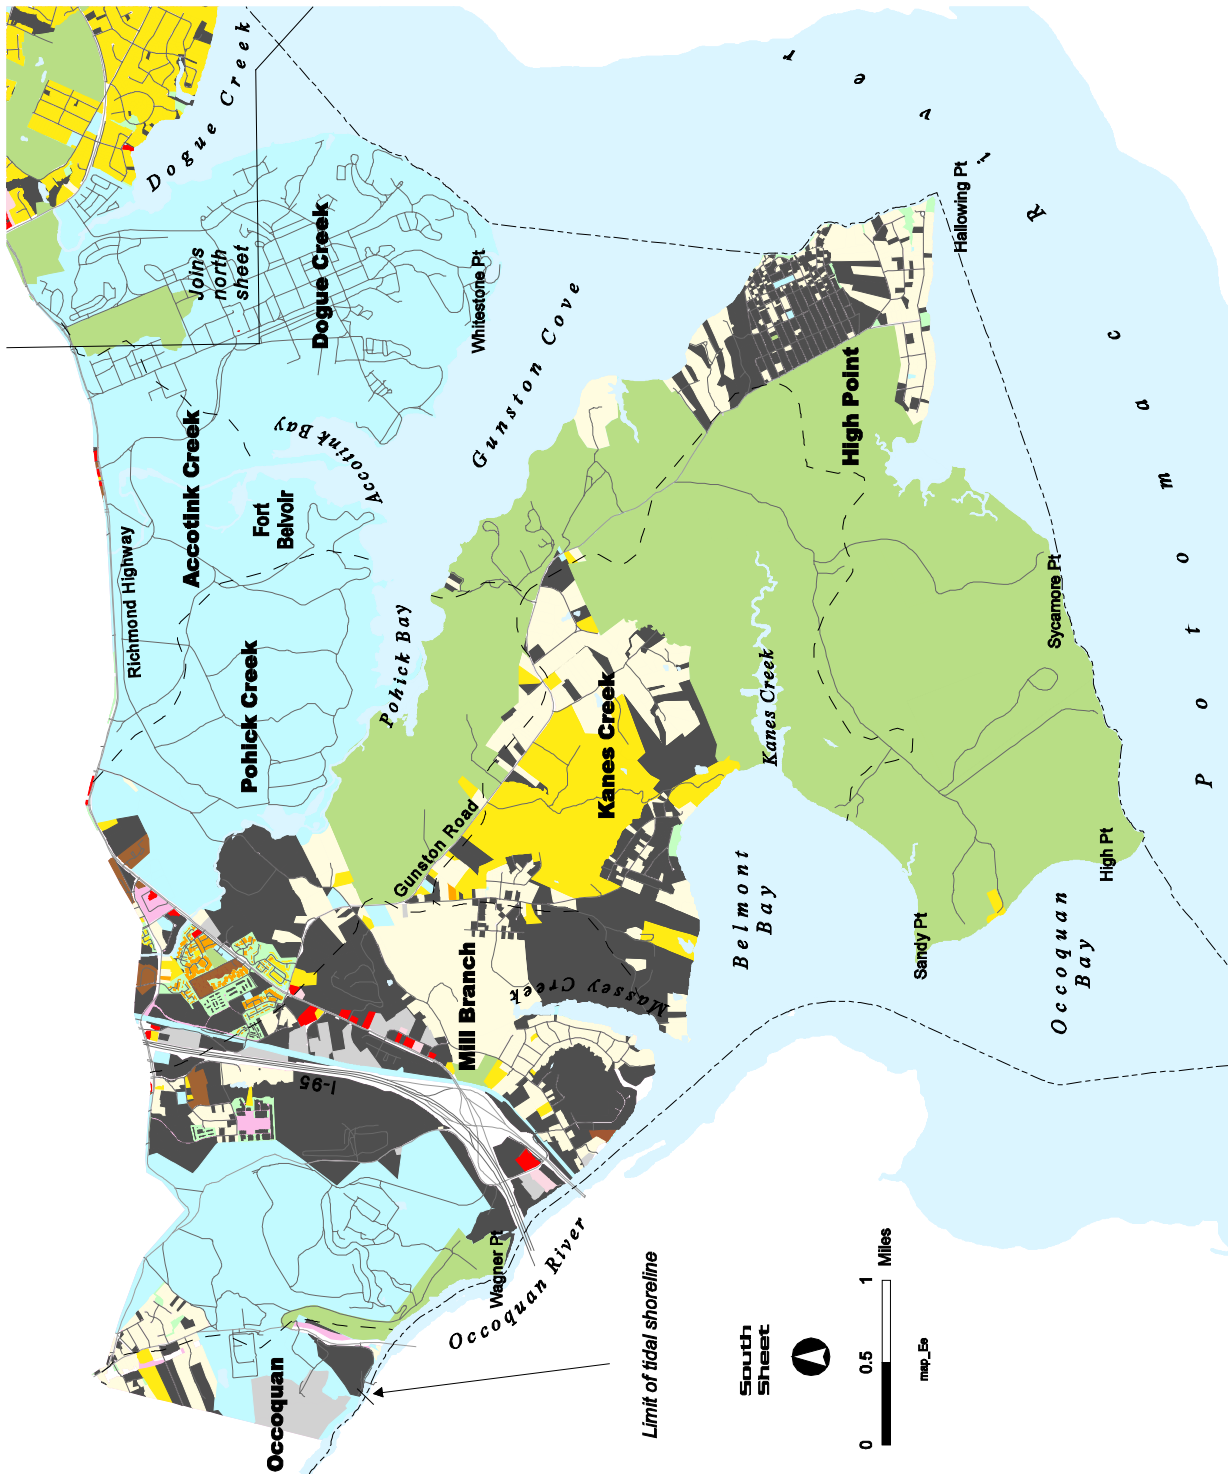 Dogue Creek
Joins
north
sheet
Dogue Creek
Whitestone Pt
Gunston Cove
Hallowing Pt
Potomac River
High Point
Accotink Creek
Accotink Bay
Fort
Belvoir
Richmond Highway
Pohick Creek
Pohick Bay
Sycamore Pt
Kanes Creek
Kanes Creek
Gunston Road
High Pt
Belmont
Bay
Sandy Pt
Occoquan
Bay
Mill Branch
Massey Creek
I-95
Wagner Pt
Occoquan River
Occoquan
Limit of tidal shoreline
South
Sheet
0 0.5 1 Miles
map_Ee